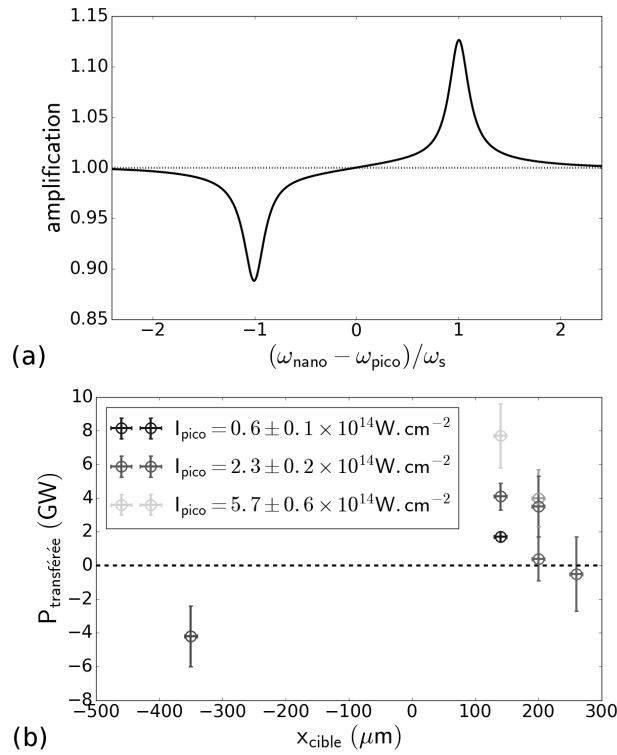 1.15
1.10
1.05
1.00
0.95
0.90
0.85
amplification
−2 −1 0 1 2
(a)
(ω_nano − ω_pico)/ω_s
10
8
6
4
2
0
−2
−4
−6
−8
P_transférée (GW)
I_pico = 0.6 ± 0.1 × 10^14 W.cm^−2
I_pico = 2.3 ± 0.2 × 10^14 W.cm^−2
I_pico = 5.7 ± 0.6 × 10^14 W.cm^−2
−500 −400 −300 −200 −100 0 100 200 300
(b)
x_cible (μm)